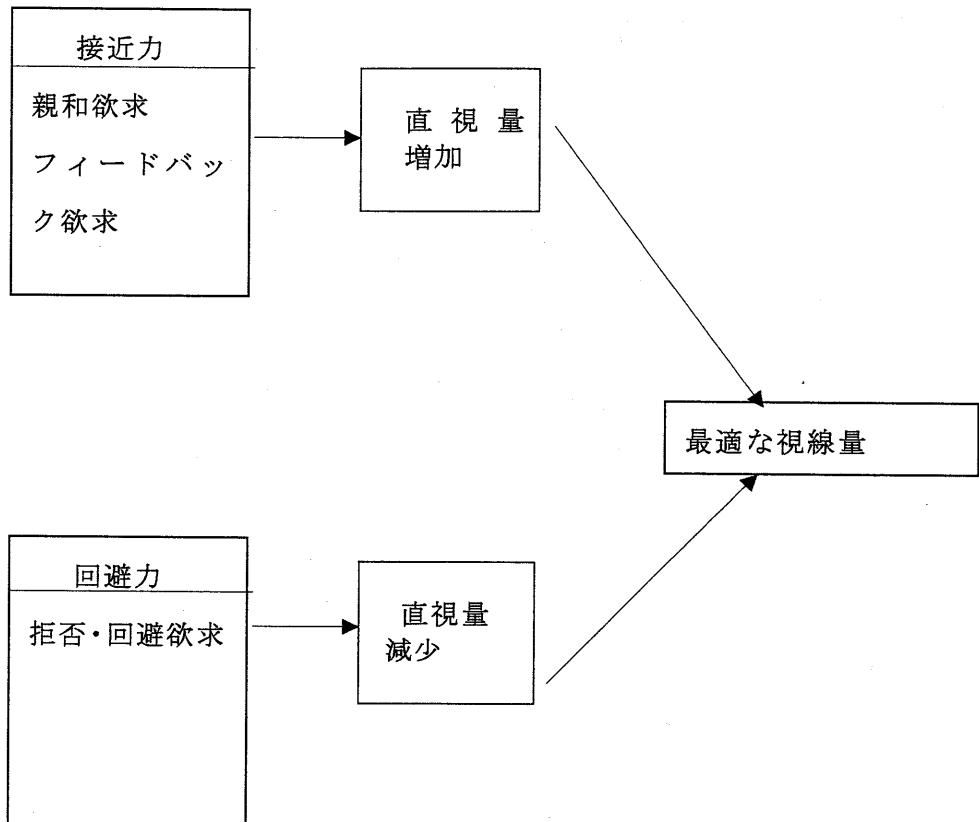 接近力
親和欲求
フィードバッ
ク欲求
直視量
増加
最適な視線量
回避力
拒否・回避欲求
直視量
減少